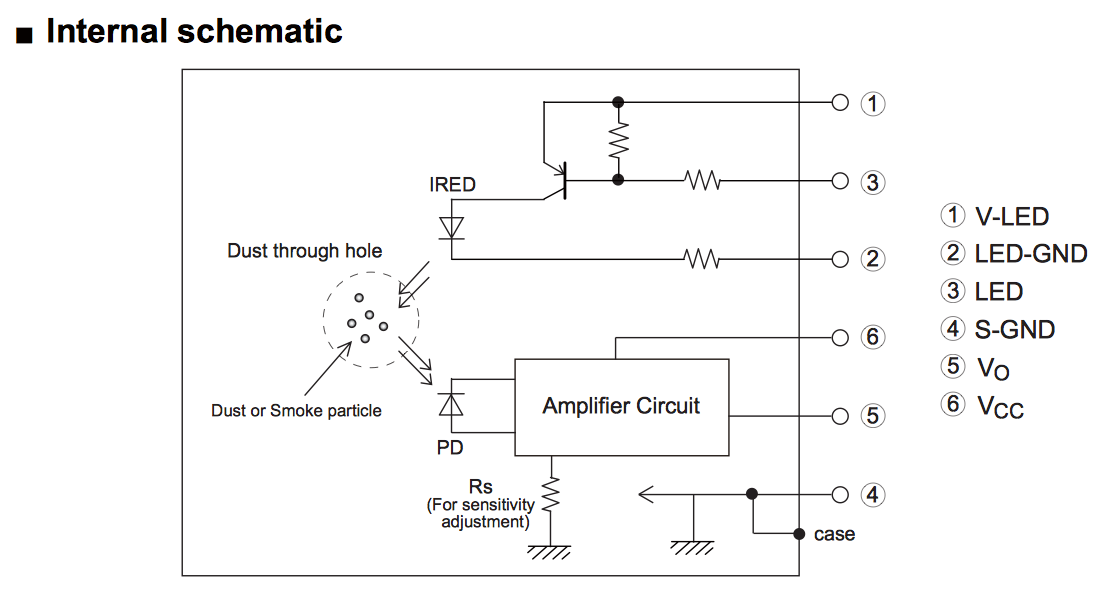 ■ Internal schematic
①
IRED
③
Dust through hole
②
⑥
Dust or Smoke particle
Amplifier Circuit
⑤
PD
Rs
(For sensitivity
adjustment)
④
case
① V-LED
② LED-GND
③ LED
④ S-GND
⑤ VO
⑥ VCC